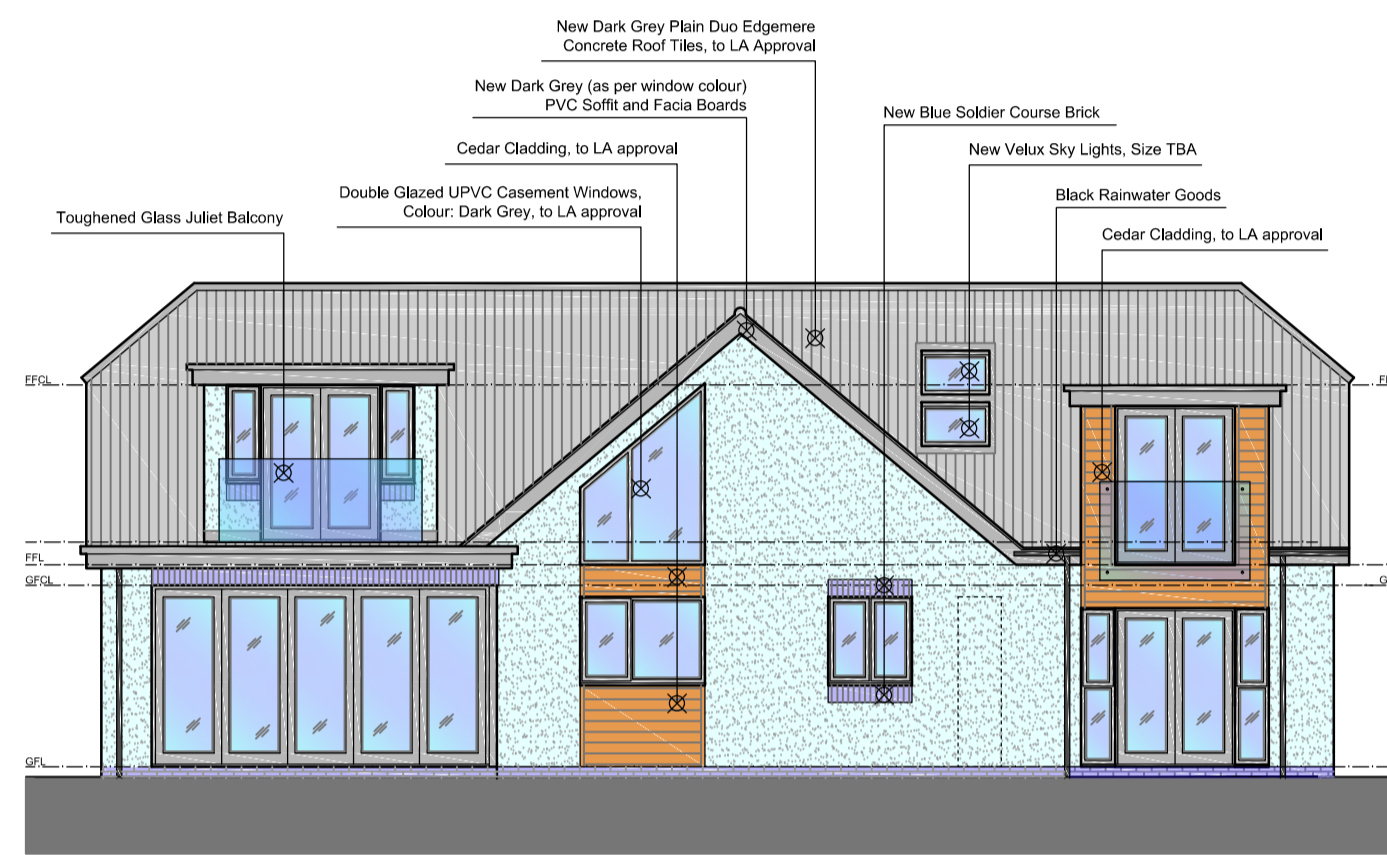 New Dark Grey Plain Duo Edgemere
Concrete Roof Tiles, to LA Approval
New Dark Grey (as per window colour)
PVC Soffit and Facia Boards
New Blue Soldier Course Brick
Cedar Cladding, to LA approval
New Velux Sky Lights, Size TBA
Double Glazed UPVC Casement Windows,
Colour: Dark Grey, to LA approval
Black Rainwater Goods
Toughened Glass Juliet Balcony
Cedar Cladding, to LA approval
FFCL
FFL
GFCL
GFL